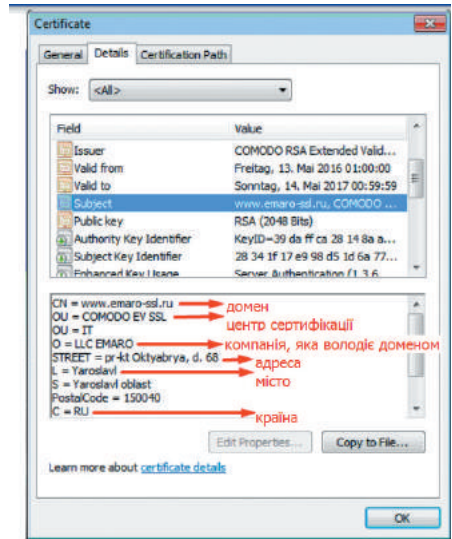 Certificate
General Details Certification Path
Show: <All>
Field Value
Issuer COMODO RSA Extended Valid...
Valid from Freitag, 13. Mai 2016 01:00:00
Valid to Sonntag, 14. Mai 2017 00:59:59
Subject www.emaro-ssl.ru, COMODO ...
Public key RSA (2048 Bits)
Authority Key Identifier KeyID=39 da ff ca 28 14 8a a...
Subject Key Identifier 28 34 1f 17 e9 98 d5 1d 6a 77...
Enhanced Key Usage Server Authentication (1.3.6....
CN = www.emaro-ssl.ru домен
OU = COMODO EV SSL центр сертифікації
OU = IT
O = LLC EMARO компанія, яка володіє доменом
STREET = pr-kt Oktyabrya, d. 68 адреса
L = Yaroslavl місто
S = Yaroslavl oblast
PostalCode = 150040
C = RU країна
Edit Properties... Copy to File...
Learn more about certificate details
OK